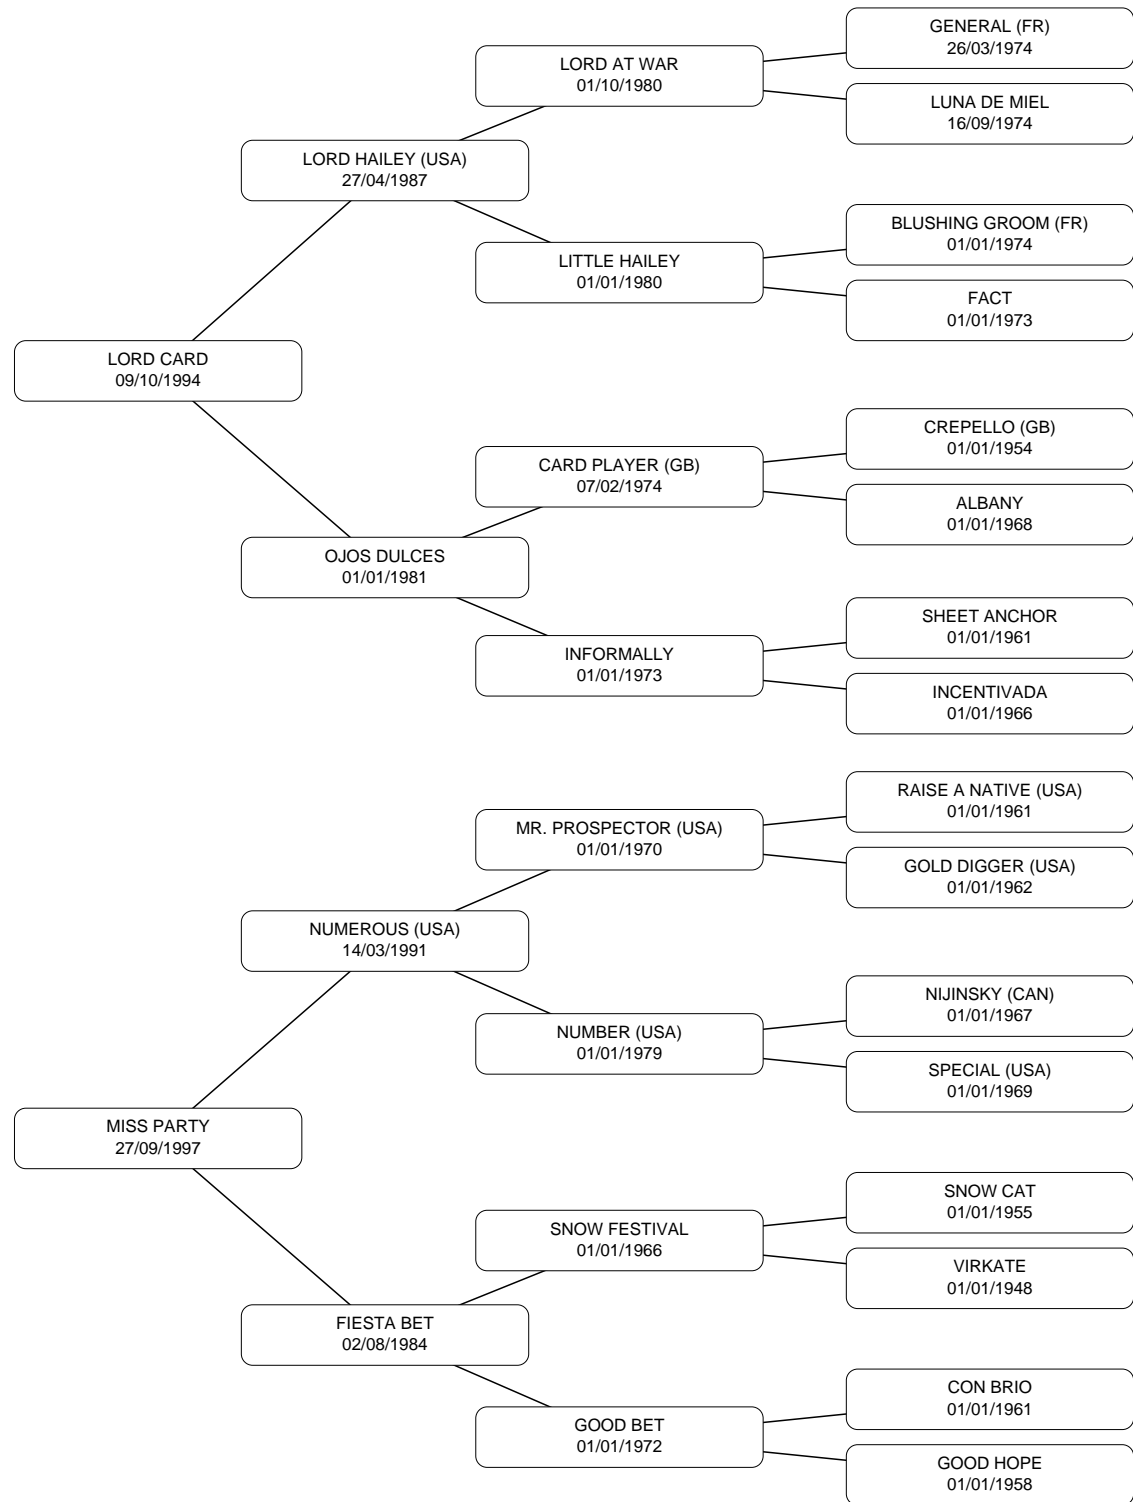 GENERAL (FR)
26/03/1974
LORD AT WAR
01/10/1980
LUNA DE MIEL
16/09/1974
LORD HAILEY (USA)
27/04/1987
BLUSHING GROOM (FR)
01/01/1974
LITTLE HAILEY
01/01/1980
FACT
01/01/1973
LORD CARD
09/10/1994
CREPELLO (GB)
01/01/1954
CARD PLAYER (GB)
07/02/1974
ALBANY
01/01/1968
OJOS DULCES
01/01/1981
SHEET ANCHOR
01/01/1961
INFORMALLY
01/01/1973
INCENTIVADA
01/01/1966
RAISE A NATIVE (USA)
01/01/1961
MR. PROSPECTOR (USA)
01/01/1970
GOLD DIGGER (USA)
01/01/1962
NUMEROUS (USA)
14/03/1991
NIJINSKY (CAN)
01/01/1967
NUMBER (USA)
01/01/1979
SPECIAL (USA)
01/01/1969
MISS PARTY
27/09/1997
SNOW CAT
01/01/1955
SNOW FESTIVAL
01/01/1966
VIRKATE
01/01/1948
FIESTA BET
02/08/1984
CON BRIO
01/01/1961
GOOD BET
01/01/1972
GOOD HOPE
01/01/1958